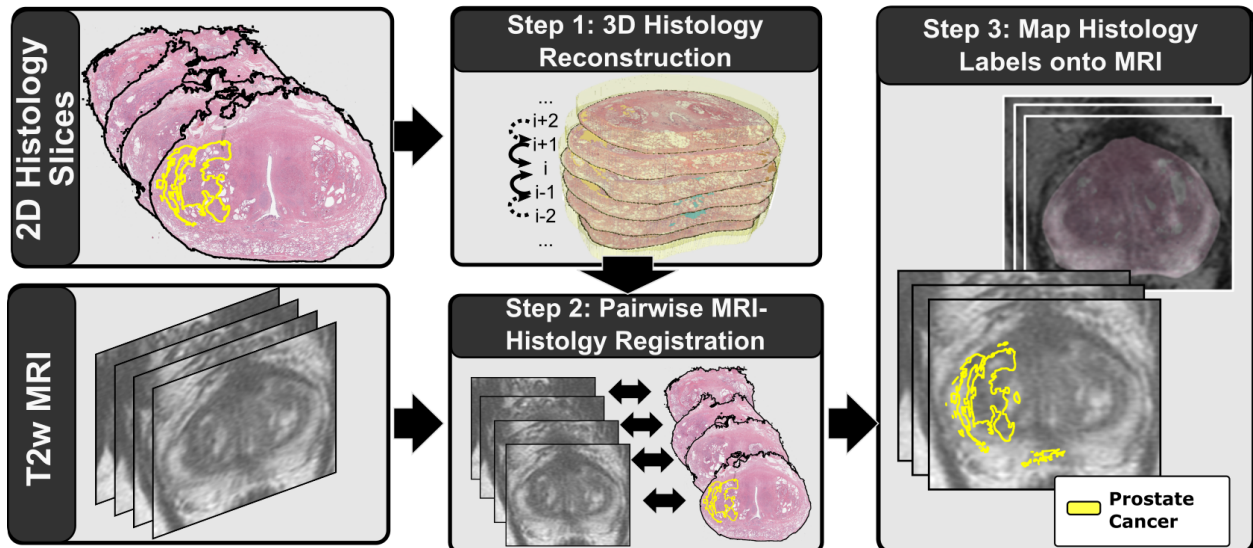 2D Histology
Slices
Step 1: 3D Histology
Reconstruction
...
i+2
i+1
i
i-1
i-2
...
T2w MRI
Step 2: Pairwise MRI-
Histolgy Registration
Step 3: Map Histology
Labels onto MRI
Prostate
Cancer